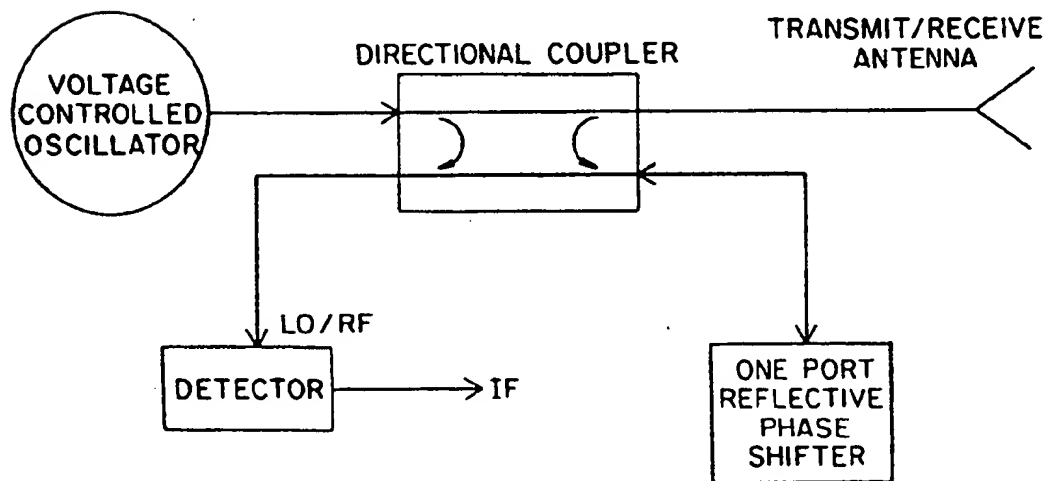 TRANSMIT/RECEIVE
ANTENNA
DIRECTIONAL COUPLER
VOLTAGE
CONTROLLED
OSCILLATOR
LO/RF
DETECTOR
IF
ONE PORT
REFLECTIVE
PHASE
SHIFTER